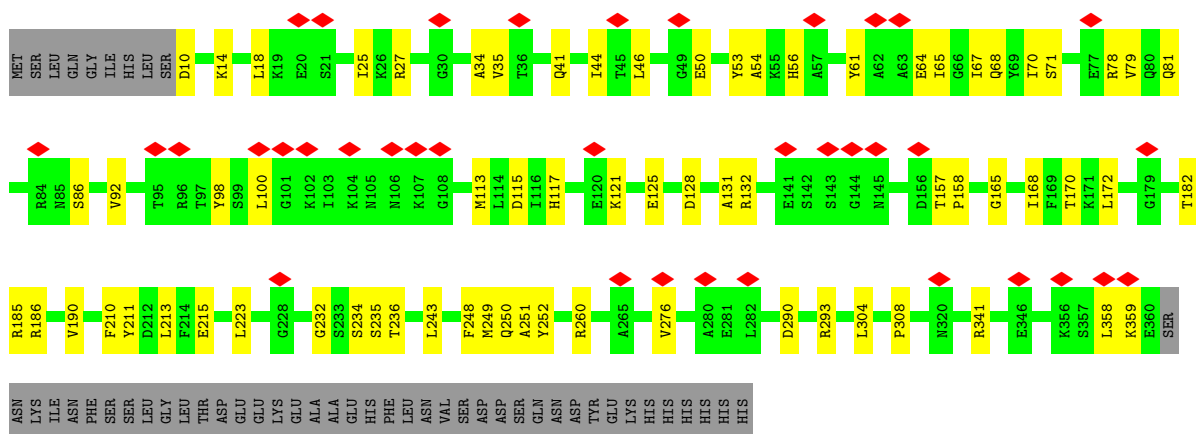 MET SER LEU GLN GLY ILE HIS LEU SER D10 K14 L18 K19 E20 S21 I25 K26 R27 G30 A34 V35 T36 Q41 I44 T45 L46 G49 E50 Y53 A54 K55 H56 A57 Y61 A62 A63 E64 I65 G66 I67 Q68 Y69 I70 S71 E77 R78 V79 Q80 Q81
R84 N85 S86 V92 T95 R96 T97 Y98 S99 L100 G101 K102 I103 K104 N105 N106 K107 G108 M113 L114 D115 I116 H117 E120 K121 E125 D128 A131 R132 E141 S142 S143 G144 N145 D156 T157 P158 G165 I168 F169 T170 K171 L172 G179 T182
R185 R186 V190 F210 Y211 D212 L213 F214 E215 L223 G228 G232 S233 S234 S235 T236 L243 F248 M249 Q250 A251 Y252 R260 A265 V276 A280 E281 L282 D290 R293 L304 P308 N320 R341 E346 K356 S357 L358 K359 E360 SER
ASN LYS ILE ASN PHE SER SER LEU GLY LEU THR ASP GLU GLU LYS GLU ALA ALA GLU HIS PHE LEU ASN VAL SER ASP ASP SER GLN ASN ASP TYR GLU LYS HIS HIS HIS HIS HIS HIS